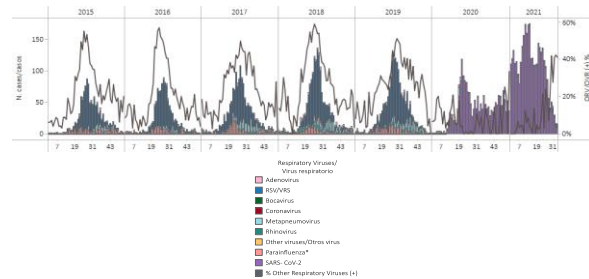 2015 2016 2017 2018 2019 2020 2021
N. cases/casos
150
100
50
0
60%
40%
20%
0%
7 19 31 43 7 19 31 43 7 19 31 43 7 19 31 43 7 19 31 43 7 19 31 43 7 19 31
Respiratory Viruses/
Virus respiratorio
Adenovirus
RSV/VRS
Bocavirus
Coronavirus
Metapneumovirus
Rhinovirus
Other viruses/Otros virus
Parainfluenza*
SARS- CoV-2
% Other Respiratory Viruses (+)